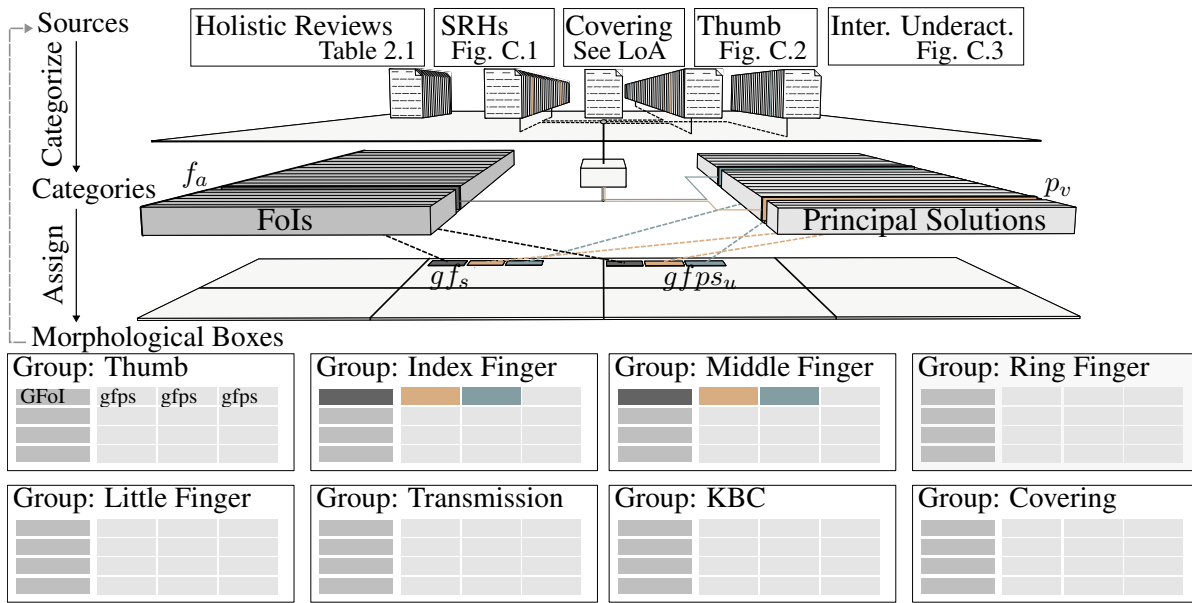 Sources
Holistic Reviews
Table 2.1
SRHs
Fig. C.1
Covering
See LoA
Thumb
Fig. C.2
Inter. Underact.
Fig. C.3
Categorize
Categories
f_a
FoIs
p_v
Principal Solutions
Assign
gf_s
gfps_u
Morphological Boxes
Group: Thumb
GFoI gfps gfps gfps
Group: Index Finger
Group: Middle Finger
Group: Ring Finger
Group: Little Finger
Group: Transmission
Group: KBC
Group: Covering